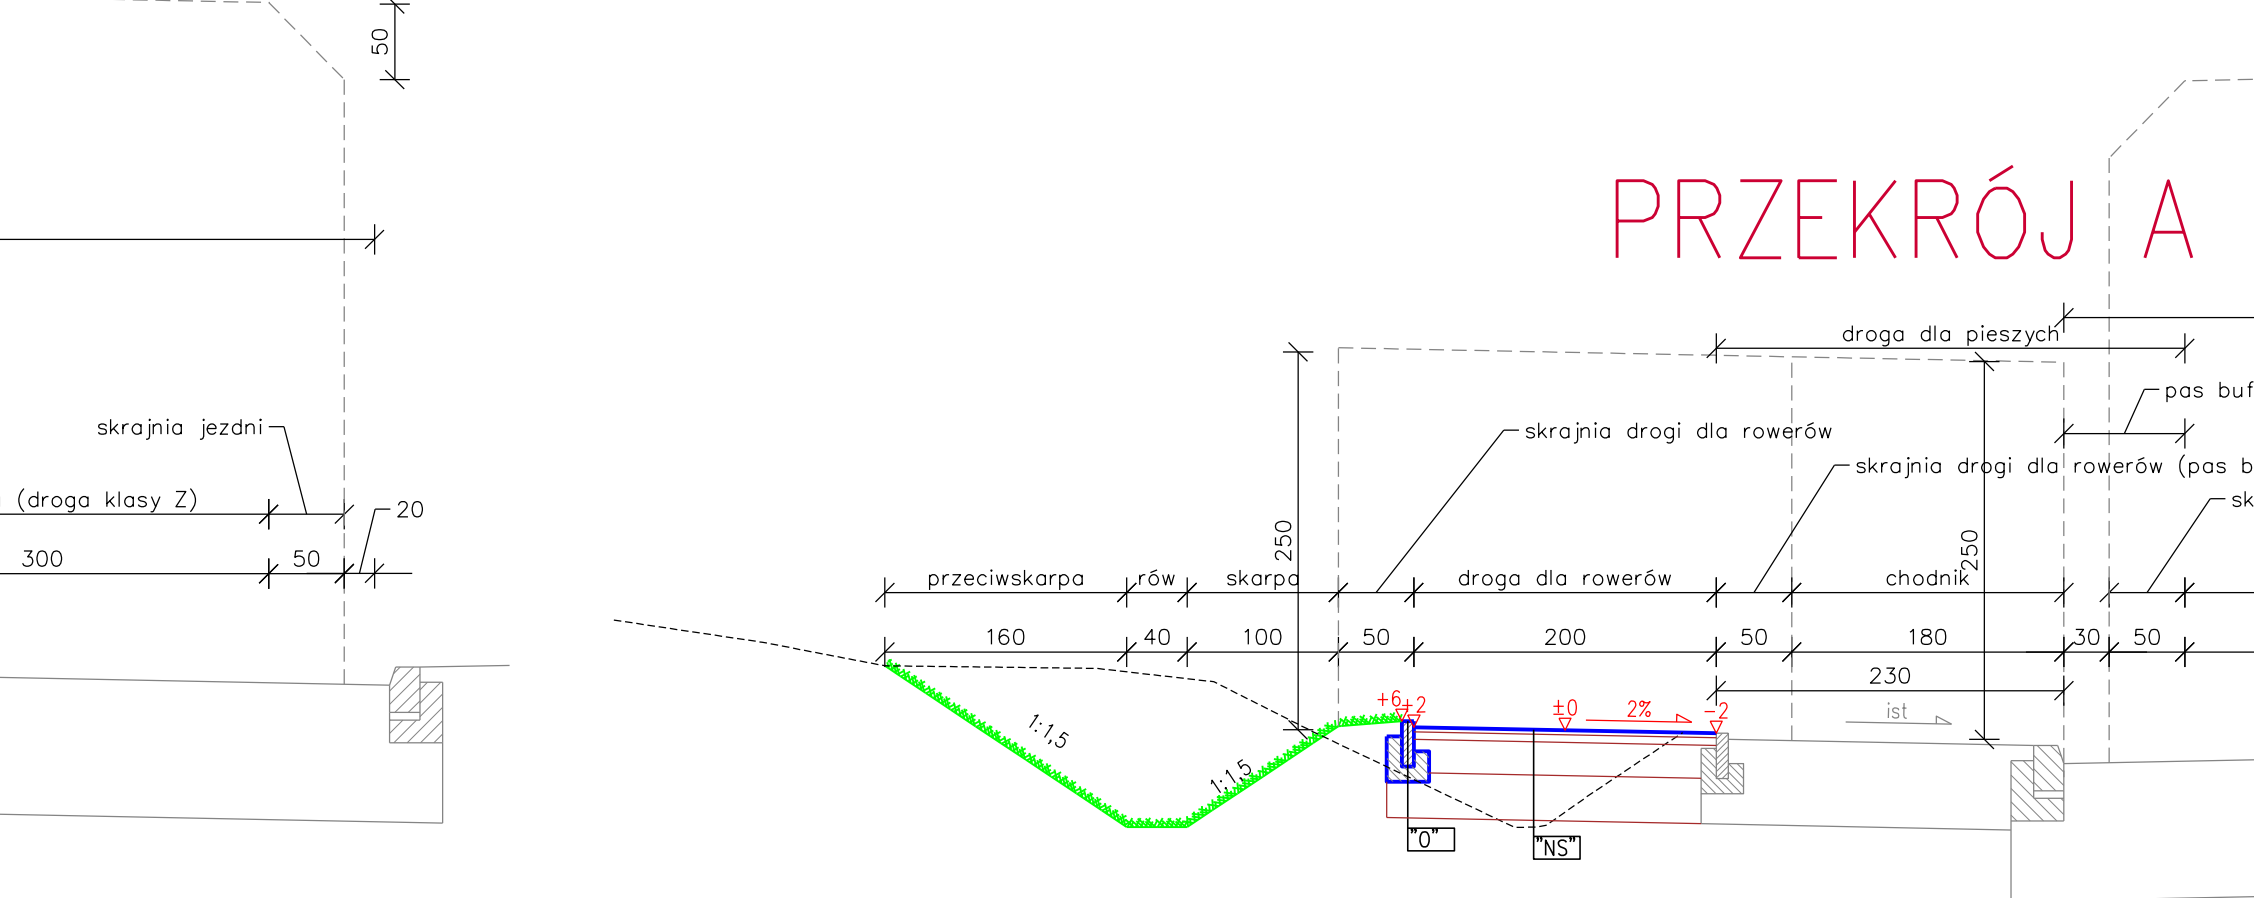 50
PRZEKRÓJ A
droga dla pieszych
pas buf
skrajnia jezdni
skrajnia drogi dla rowerów
skrajnia drogi dla rowerów (pas b
(droga klasy Z)
20
sk
250
250
300
50
przeciwskarpa
rów
skarpa
droga dla rowerów
chodnik
160
40
100
50
200
50
180
30
50
230
+6
+2
±0
2%
-2
ist
1:1,5
1:1,5
"O"
"NS"